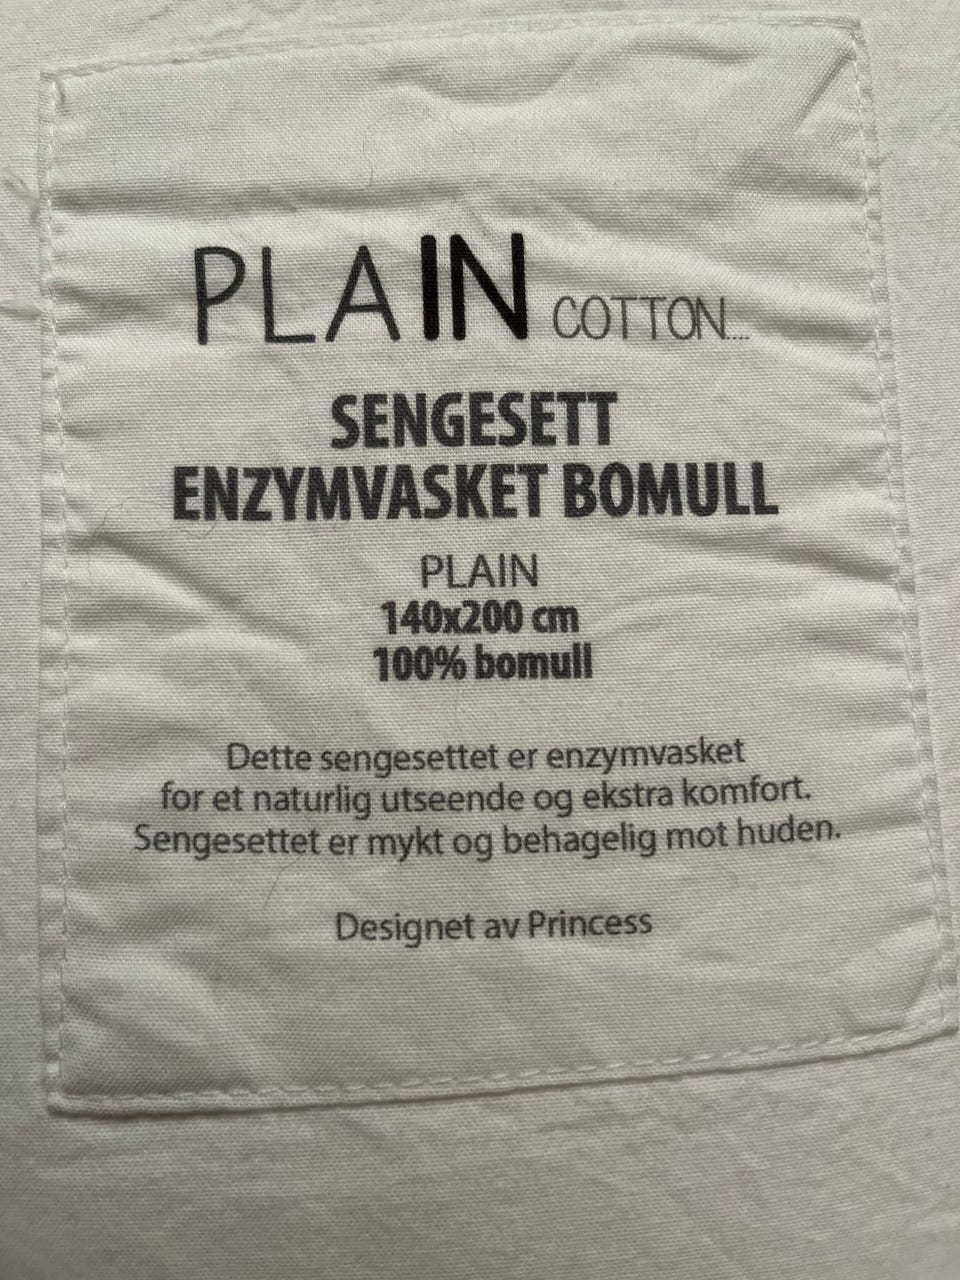 PLAIN COTTON...
SENGESETT
ENZYMVASKET BOMULL
PLAIN
140x200 cm
100% bomull
Dette sengesettet er enzymvasket
for et naturlig utseende og ekstra komfort.
Sengesettet er mykt og behagelig mot huden.
Designet av Princess